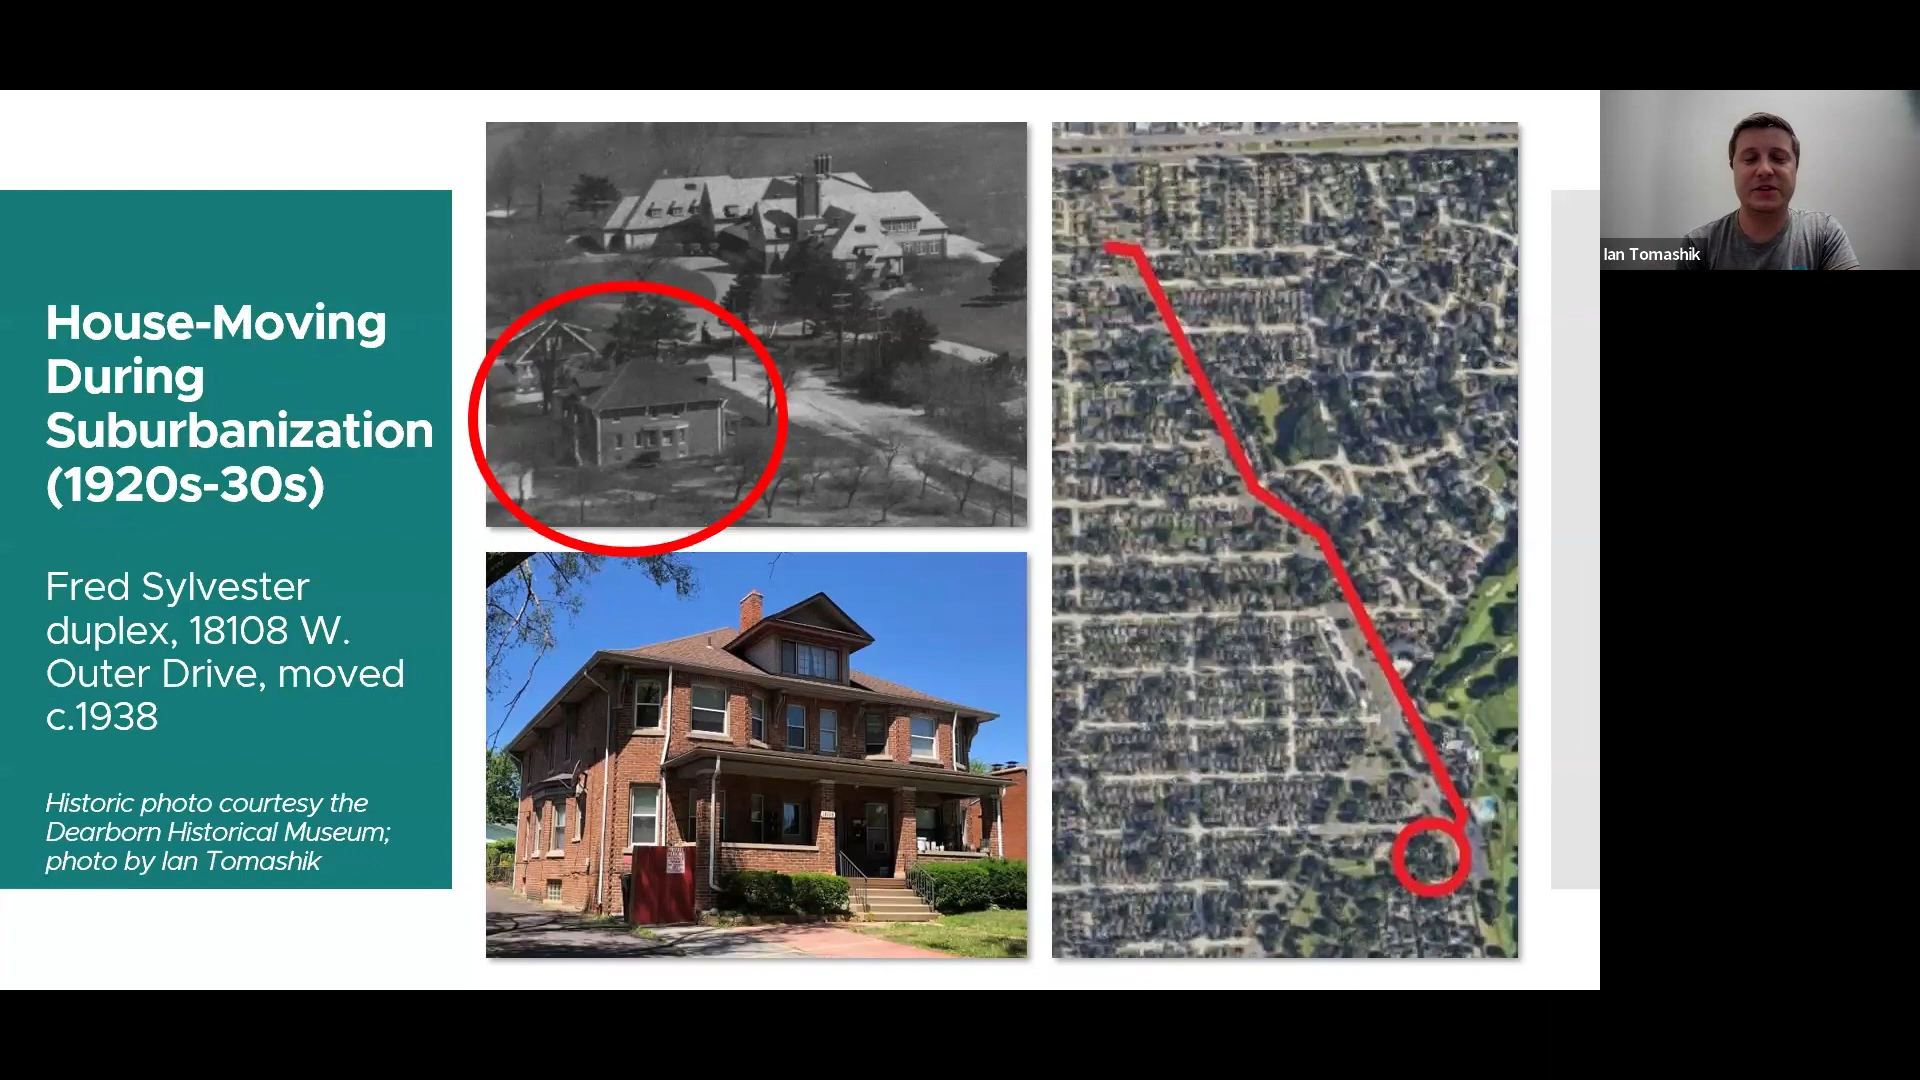 House-Moving
During
Suburbanization
(1920s-30s)
Fred Sylvester
duplex, 18108 W.
Outer Drive, moved
c.1938
Historic photo courtesy the
Dearborn Historical Museum;
photo by Ian Tomashik
Ian Tomashik